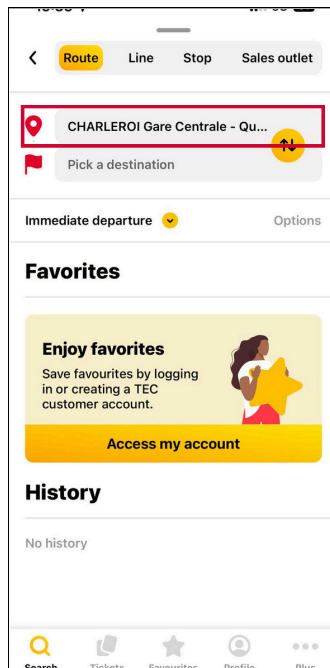 Route Line Stop Sales outlet
CHARLEROI Gare Centrale - Qu...
Pick a destination
Immediate departure Options
Favorites
Enjoy favorites
Save favourites by logging
in or creating a TEC
customer account.
Access my account
History
No history
Search Tickets Favourites Profile Plus